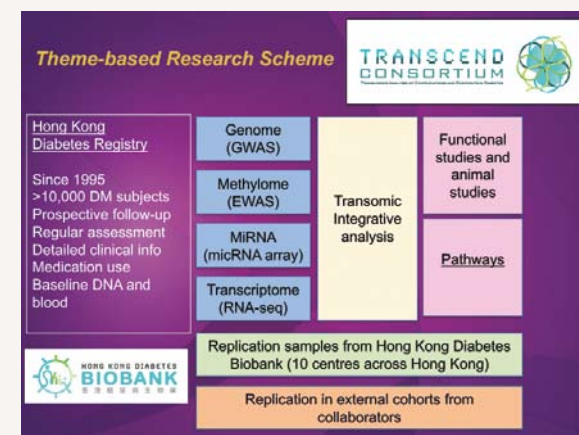 Theme-based Research Scheme
TRANSCEND
CONSORTIUM
Hong Kong
Diabetes Registry
Since 1995
>10,000 DM subjects
Prospective follow-up
Regular assessment
Detailed clinical info
Medication use
Baseline DNA and
blood
Genome
(GWAS)
Methylome
(EWAS)
MiRNA
(micRNA array)
Transcriptome
(RNA-seq)
Transomic
Integrative
analysis
Functional
studies and
animal
studies
Pathways
HONG KONG DIABETES
BIOBANK
Replication samples from Hong Kong Diabetes
Biobank (10 centres across Hong Kong)
Replication in external cohorts from
collaborators